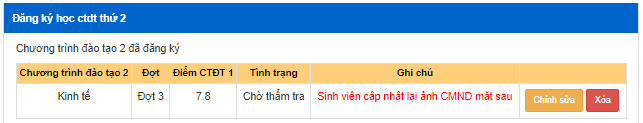 Đăng ký học ctdt thứ 2
Chương trình đào tạo 2 đã đăng ký
Chương trình đào tạo 2 Đợt Điểm CTĐT 1 Tình trạng Ghi chú
Kinh tế Đợt 3 7.8 Chờ thẩm tra Sinh viên cập nhật lại ảnh CMND mặt sau Chỉnh sửa Xóa